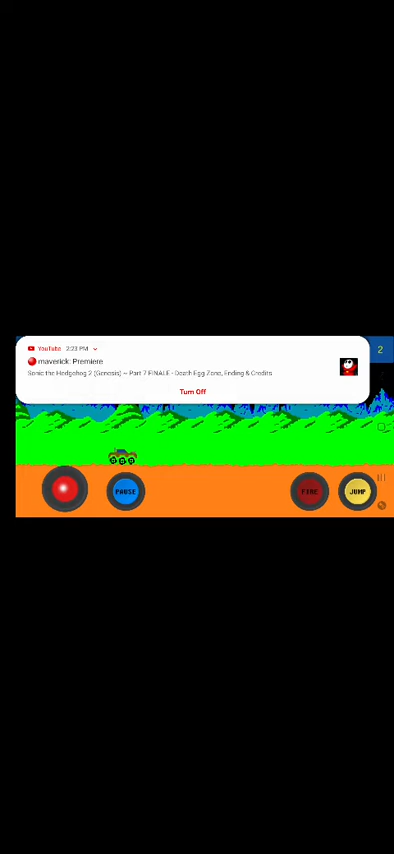 YouTube 2:23 PM
maverick: Premiere
Sonic the Hedgehog 2 (Genesis) ~ Part 7 FINALE - Death Egg Zone, Ending & Credits
Turn Off
2
PAUSE
FIRE
JUMP